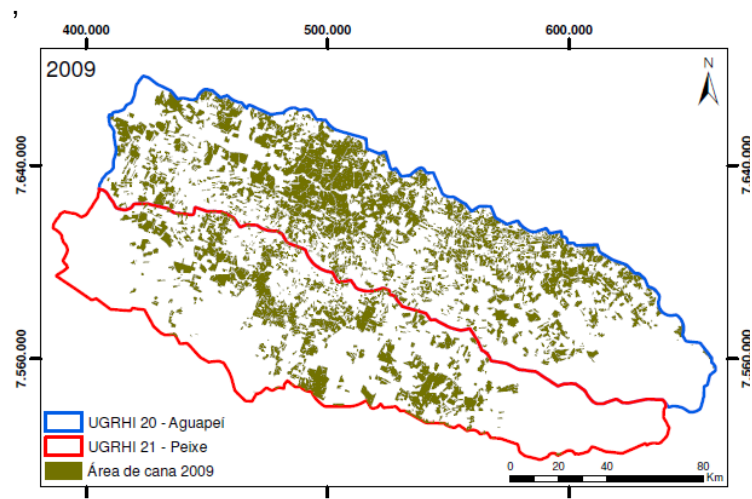 ,
400.000 500.000 600.000
2009
N
7.640.000 7.640.000
7.560.000 7.560.000
UGRHI 20 - Aguapeí
UGRHI 21 - Peixe
Área de cana 2009
0 20 40 80
Km